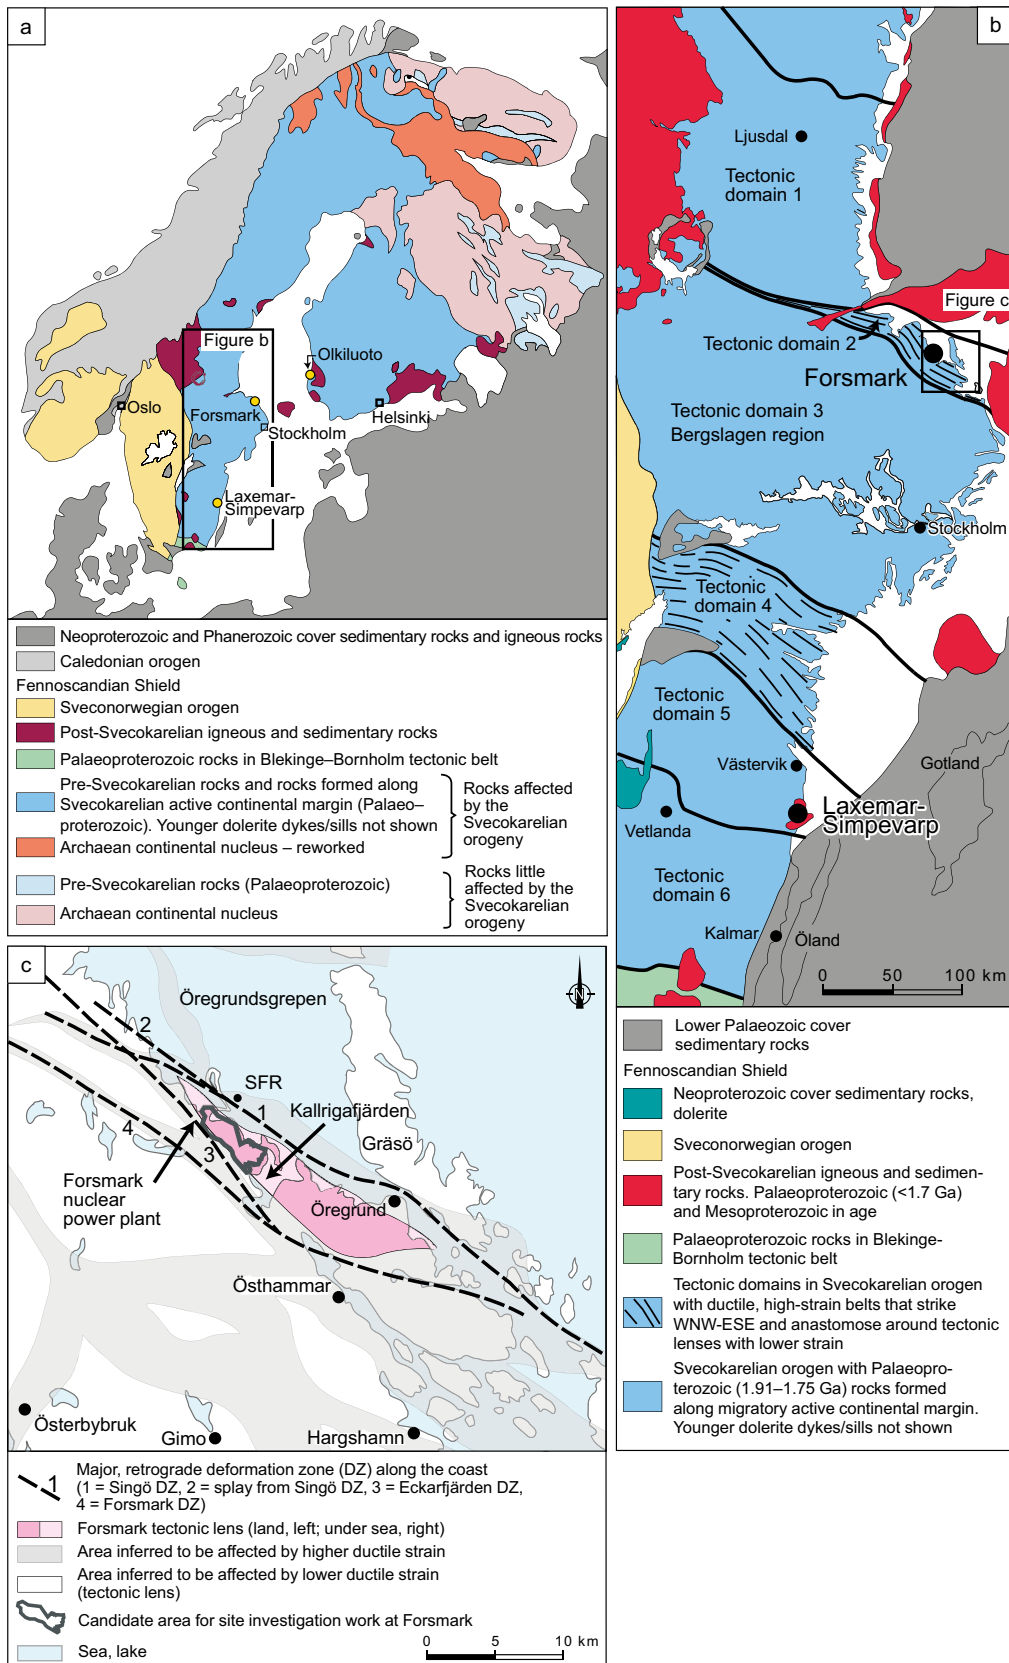 a
Figure b
Olkiluoto
Oslo
Forsmark
Helsinki
Stockholm
Laxemar-
Simpevarp
Neoproterozoic and Phanerozoic cover sedimentary rocks and igneous rocks
Caledonian orogen
Fennoscandian Shield
Sveconorwegian orogen
Post-Svecokarelian igneous and sedimentary rocks
Palaeoproterozoic rocks in Blekinge–Bornholm tectonic belt
Pre-Svecokarelian rocks and rocks formed along
Svecokarelian active continental margin (Palaeo–
proterozoic). Younger dolerite dykes/sills not shown
Archaean continental nucleus – reworked
Rocks affected
by the
Svecokarelian
orogeny
Pre-Svecokarelian rocks (Palaeoproterozoic)
Archaean continental nucleus
Rocks little
affected by the
Svecokarelian
orogeny
b
Ljusdal
Tectonic
domain 1
Figure c
Tectonic domain 2
Forsmark
Tectonic domain 3
Bergslagen region
Stockholm
Tectonic
domain 4
Tectonic
domain 5
Västervik
Gotland
Laxemar-
Simpevarp
Vetlanda
Tectonic
domain 6
Kalmar
Öland
0 50 100 km
Lower Palaeozoic cover
sedimentary rocks
Fennoscandian Shield
Neoproterozoic cover sedimentary rocks,
dolerite
Sveconorwegian orogen
Post-Svecokarelian igneous and sedimen-
tary rocks. Palaeoproterozoic (<1.7 Ga)
and Mesoproterozoic in age
Palaeoproterozoic rocks in Blekinge-
Bornholm tectonic belt
Tectonic domains in Svecokarelian orogen
with ductile, high-strain belts that strike
WNW-ESE and anastomose around tectonic
lenses with lower strain
Svecokarelian orogen with Palaeopro-
terozoic (1.91–1.75 Ga) rocks formed
along migratory active continental margin.
Younger dolerite dykes/sills not shown
c
Öregrundsgrepen
N
2
SFR
1
Kallrigafjärden
4
Gräsö
3
Forsmark
nuclear
power plant
Öregrund
Östhammar
Österbybruk
Gimo
Hargshamn
1
Major, retrograde deformation zone (DZ) along the coast
(1 = Singö DZ, 2 = splay from Singö DZ, 3 = Eckarfjärden DZ,
4 = Forsmark DZ)
Forsmark tectonic lens (land, left; under sea, right)
Area inferred to be affected by higher ductile strain
Area inferred to be affected by lower ductile strain
(tectonic lens)
Candidate area for site investigation work at Forsmark
Sea, lake
0 5 10 km